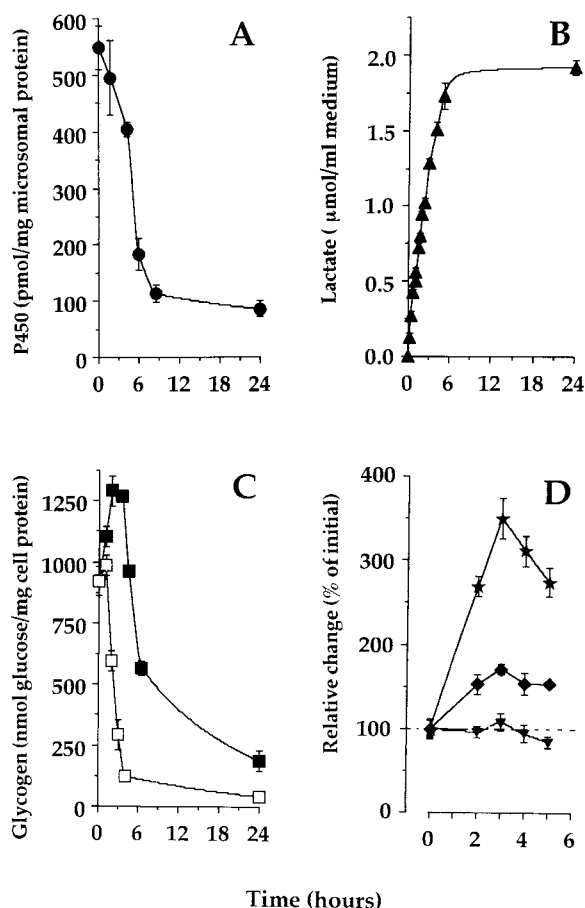 A
P450 (pmol/mg microsomal protein)
600
500
400
300
200
100
0
0 6 12 18 24
B
Lactate ( μmol/ml medium)
2.0
1.5
1.0
0.5
0.0
0 6 12 18 24
C
Glycogen (nmol glucose/mg cell protein)
1250
1000
750
500
250
0
0 6 12 18 24
D
Relative change (% of initial)
400
300
200
100
0
0 2 4 6
Time (hours)